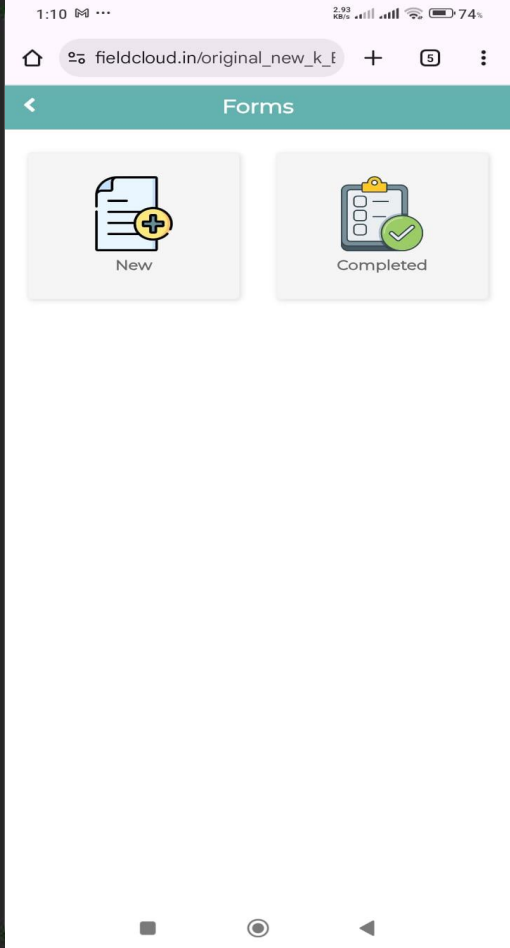 1:10 ... 2.93 KB/s 74%
fieldcloud.in/original_new_k_E 5
Forms
New Completed